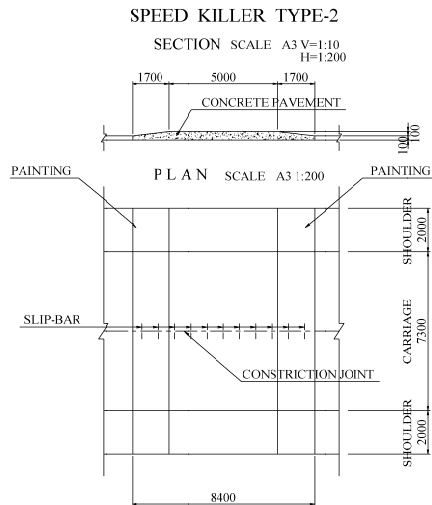 SPEED KILLER TYPE-2
SECTION SCALE A3 V=1:10
H=1:200
1700 5000 1700
CONCRETE PAVEMENT
100
100
PLAN SCALE A3 1:200
PAINTING PAINTING
SHOULDER
2000
SLIP-BAR
CARRIAGE
7300
CONSTRICTION JOINT
SHOULDER
2000
8400